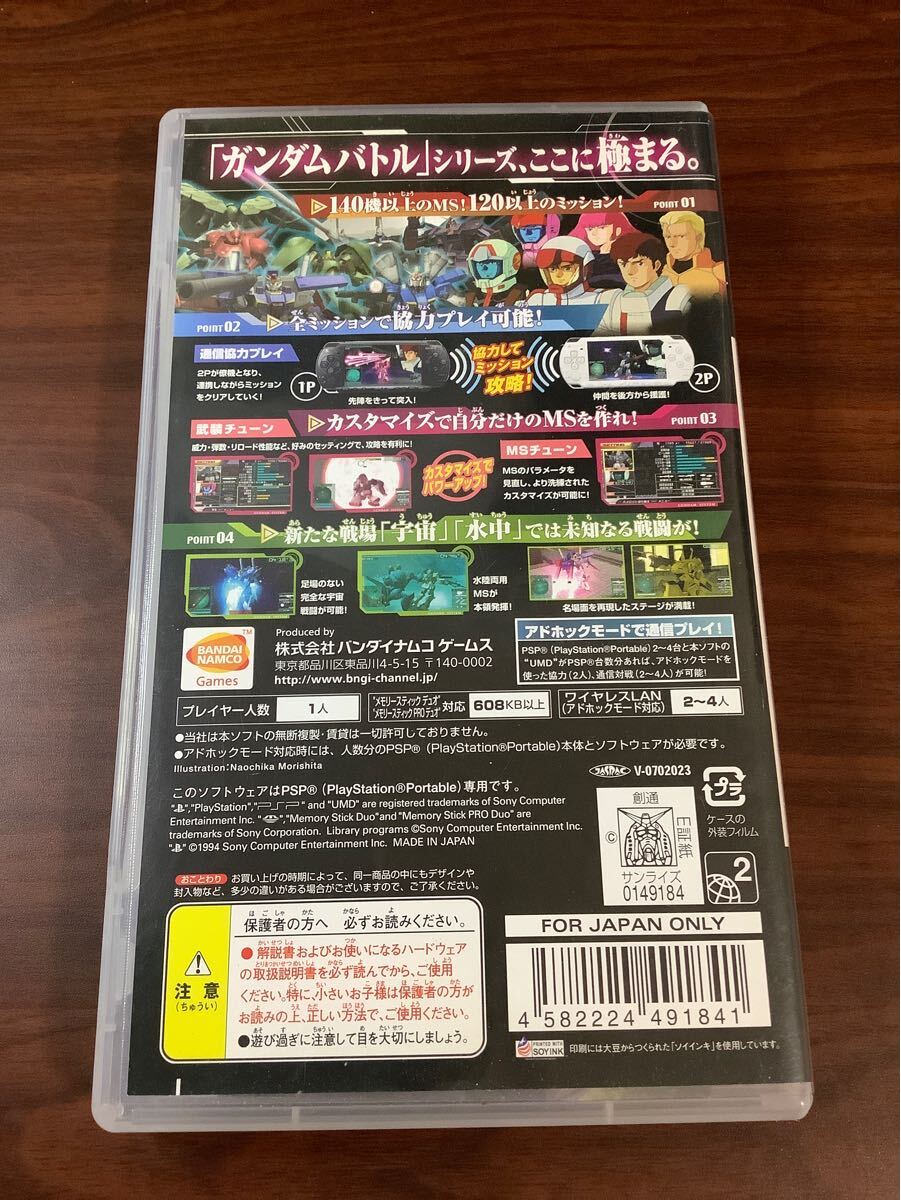 「ガンダムバトル」シリーズ、ここに極まる。
▷140機以上のMS!120以上のミッション!
POINT 01
POINT 02
▷全ミッションで協力プレイ可能!
通信協力プレイ
2Pが僚機となり、
連携しながらミッション
をクリアしていく!
1P
先陣をきって突入!
協力して
ミッション
攻略!
2P
仲間を後方から援護!
▷カスタマイズで自分だけのMSを作れ!
POINT 03
武装チューン
威力・弾数・リロード性能など、好みのセッティングで、攻略を有利に!
カスタマイズで
パワーアップ!
MSチューン
MSのパラメータを
見直し、より洗練された
カスタマイズが可能に!
POINT 04
▷新たな戦場「宇宙」「水中」では未知なる戦闘が!
足場のない
完全な宇宙
戦闘が可能!
水陸両用
MSが
本領発揮!
名場面を再現したステージが満載!
BANDAI
NAMCO
Games
TM
Produced by
株式会社 バンダイナムコ ゲームス
東京都品川区東品川4-5-15 〒140-0002
http://www.bngi-channel.jp/
アドホックモードで通信プレイ!
PSP®(PlayStation®Portable)2〜4台と本ソフトの
"UMD"がPSP®台数分あれば、アドホックモードを
使った協力(2人)、通信対戦(2〜4人)が可能!
プレイヤー人数
1人
"メモリースティック デュオ"
"メモリースティック PRO デュオ"
対応
608KB以上
ワイヤレスLAN
(アドホックモード対応)
2〜4人
●当社は本ソフトの無断複製・賃貸は一切許可しておりません。
●アドホックモード対応時には、人数分のPSP®(PlayStation®Portable)本体とソフトウェアが必要です。
Illustration:Naochika Morishita
JASRAC
V-0702023
このソフトウェアはPSP®(PlayStation®Portable)専用です。
" ","PlayStation","PSP" and "UMD" are registered trademarks of Sony Computer
Entertainment Inc. " ","Memory Stick Duo"and "Memory Stick PRO Duo" are
trademarks of Sony Corporation. Library programs ©Sony Computer Entertainment Inc.
" " ©1994 Sony Computer Entertainment Inc. MADE IN JAPAN
プラ
ケースの
外装フィルム
創通
©
E証紙
サンライズ
0149184
2
おことわり お買い上げの時期によって、同一商品の中にもデザインや
封入物など、多少の違いがある場合がございますので、ご了承ください。
注意
(ちゅうい)
保護者の方へ 必ずお読みください。
●解説書およびお使いになるハードウェア
の取扱説明書を必ず読んでから、ご使用
ください。特に、小さいお子様は保護者の方が
お読みの上、正しい方法で、ご使用ください。
●遊び過ぎに注意して目を大切にしましょう。
FOR JAPAN ONLY
4 582224 491841
PRINTED WITH
SOY INK
印刷には大豆からつくられた「ソイインキ」を使用しています。